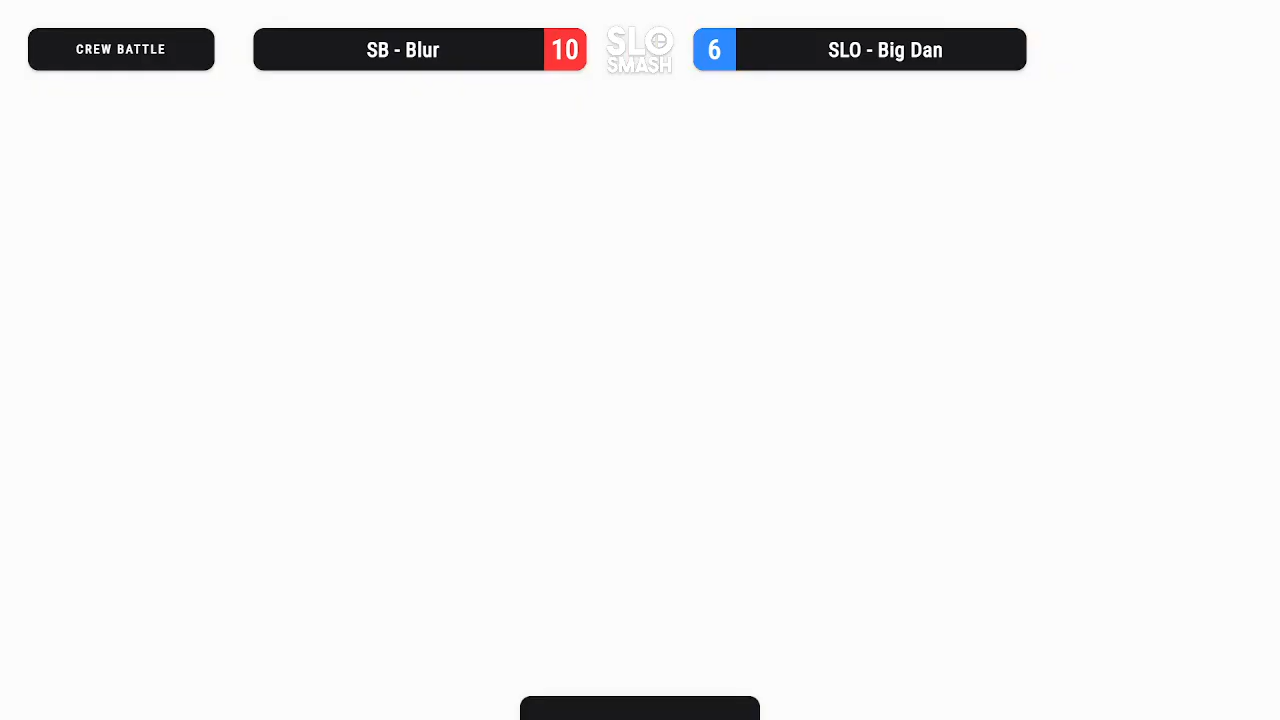 CREW BATTLE
SB - Blur
10
SLO
SMASH
6
SLO - Big Dan